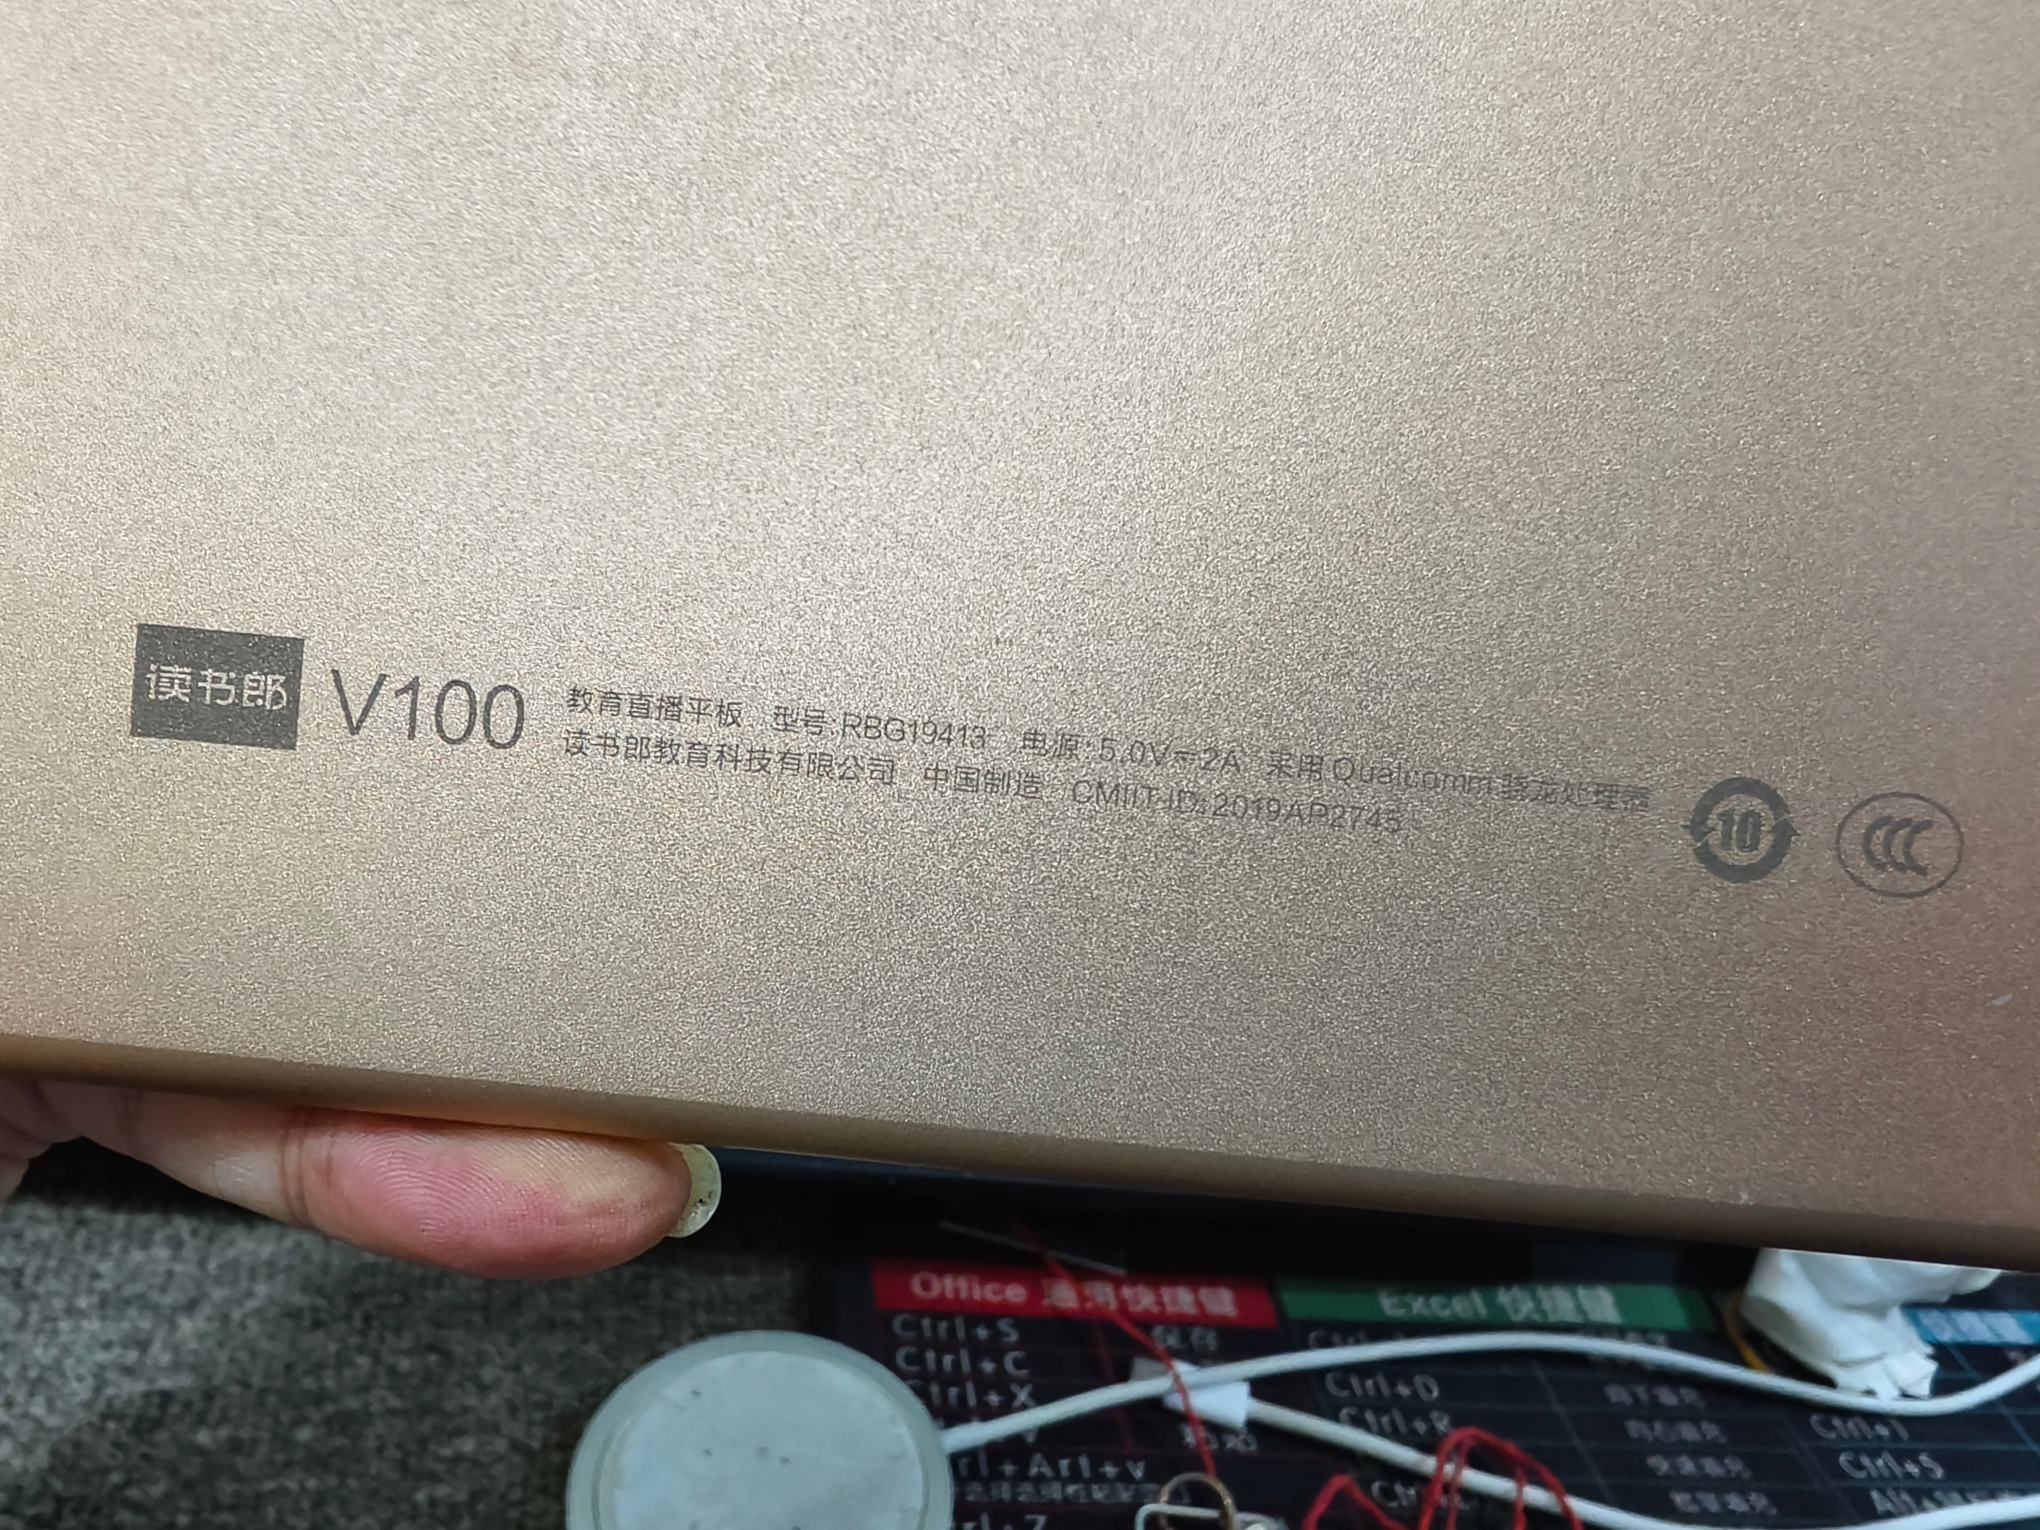 读书郎
V100
教育直播平板 型号:RBG19413 电源:5.0V⎓2A 采用Qualcomm骁龙处理器
读书郎教育科技有限公司 中国制造 CMIIT ID:2019AP2745
10
CCC
Office 快捷键
Excel 快捷键
Ctrl+S 保存
Ctrl+C
Ctrl+X
Ctrl+D
Ctrl+R
Ctrl+1
Ctrl+5